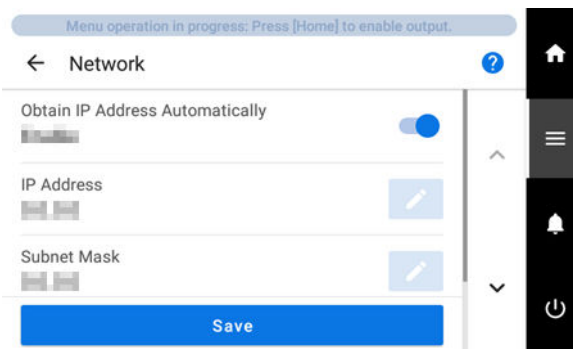 Menu operation in progress: Press [Home] to enable output.
Network
Obtain IP Address Automatically
IP Address
Subnet Mask
Save